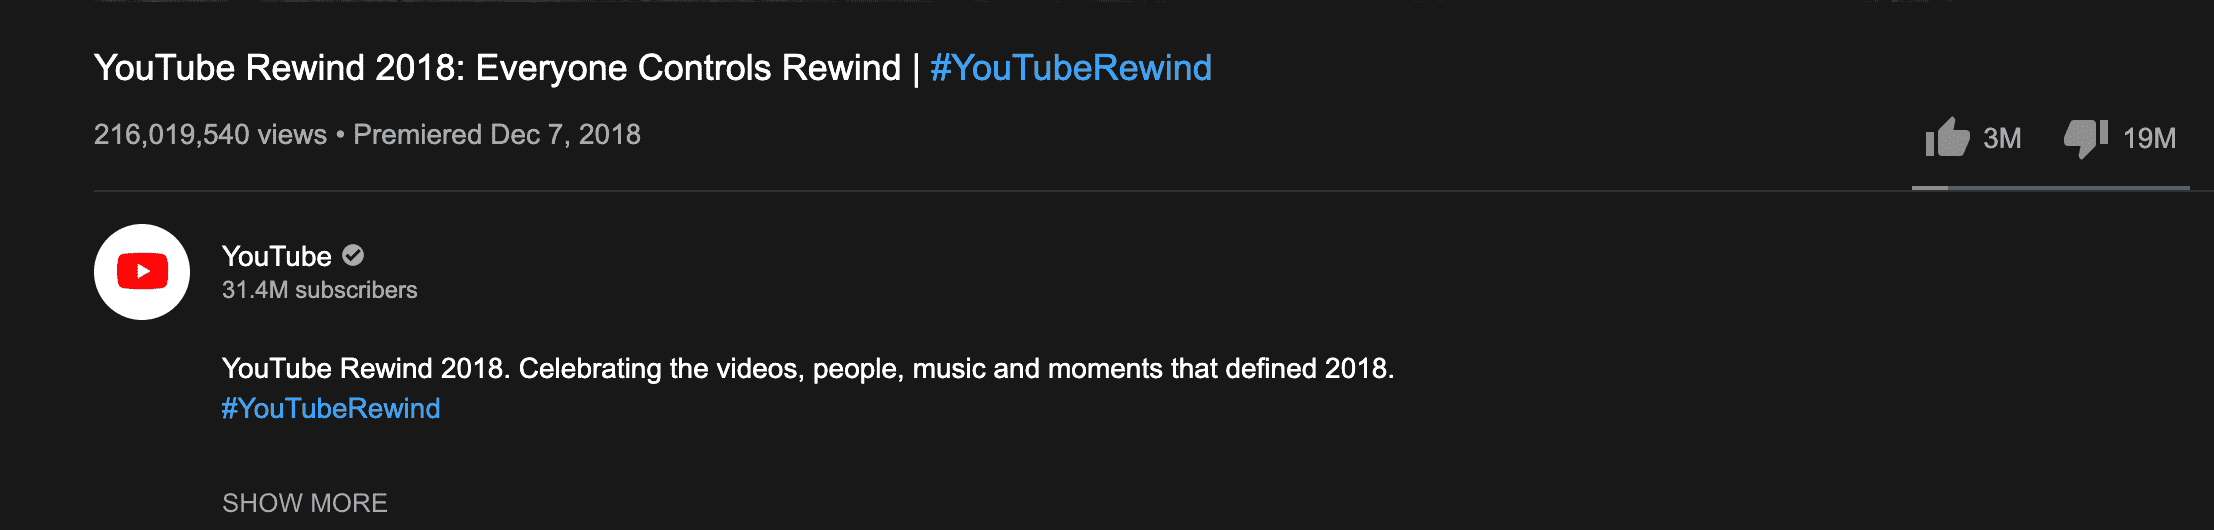 YouTube Rewind 2018: Everyone Controls Rewind | #YouTubeRewind
216,019,540 views • Premiered Dec 7, 2018
3M
19M
YouTube
31.4M subscribers
YouTube Rewind 2018. Celebrating the videos, people, music and moments that defined 2018.
#YouTubeRewind
SHOW MORE